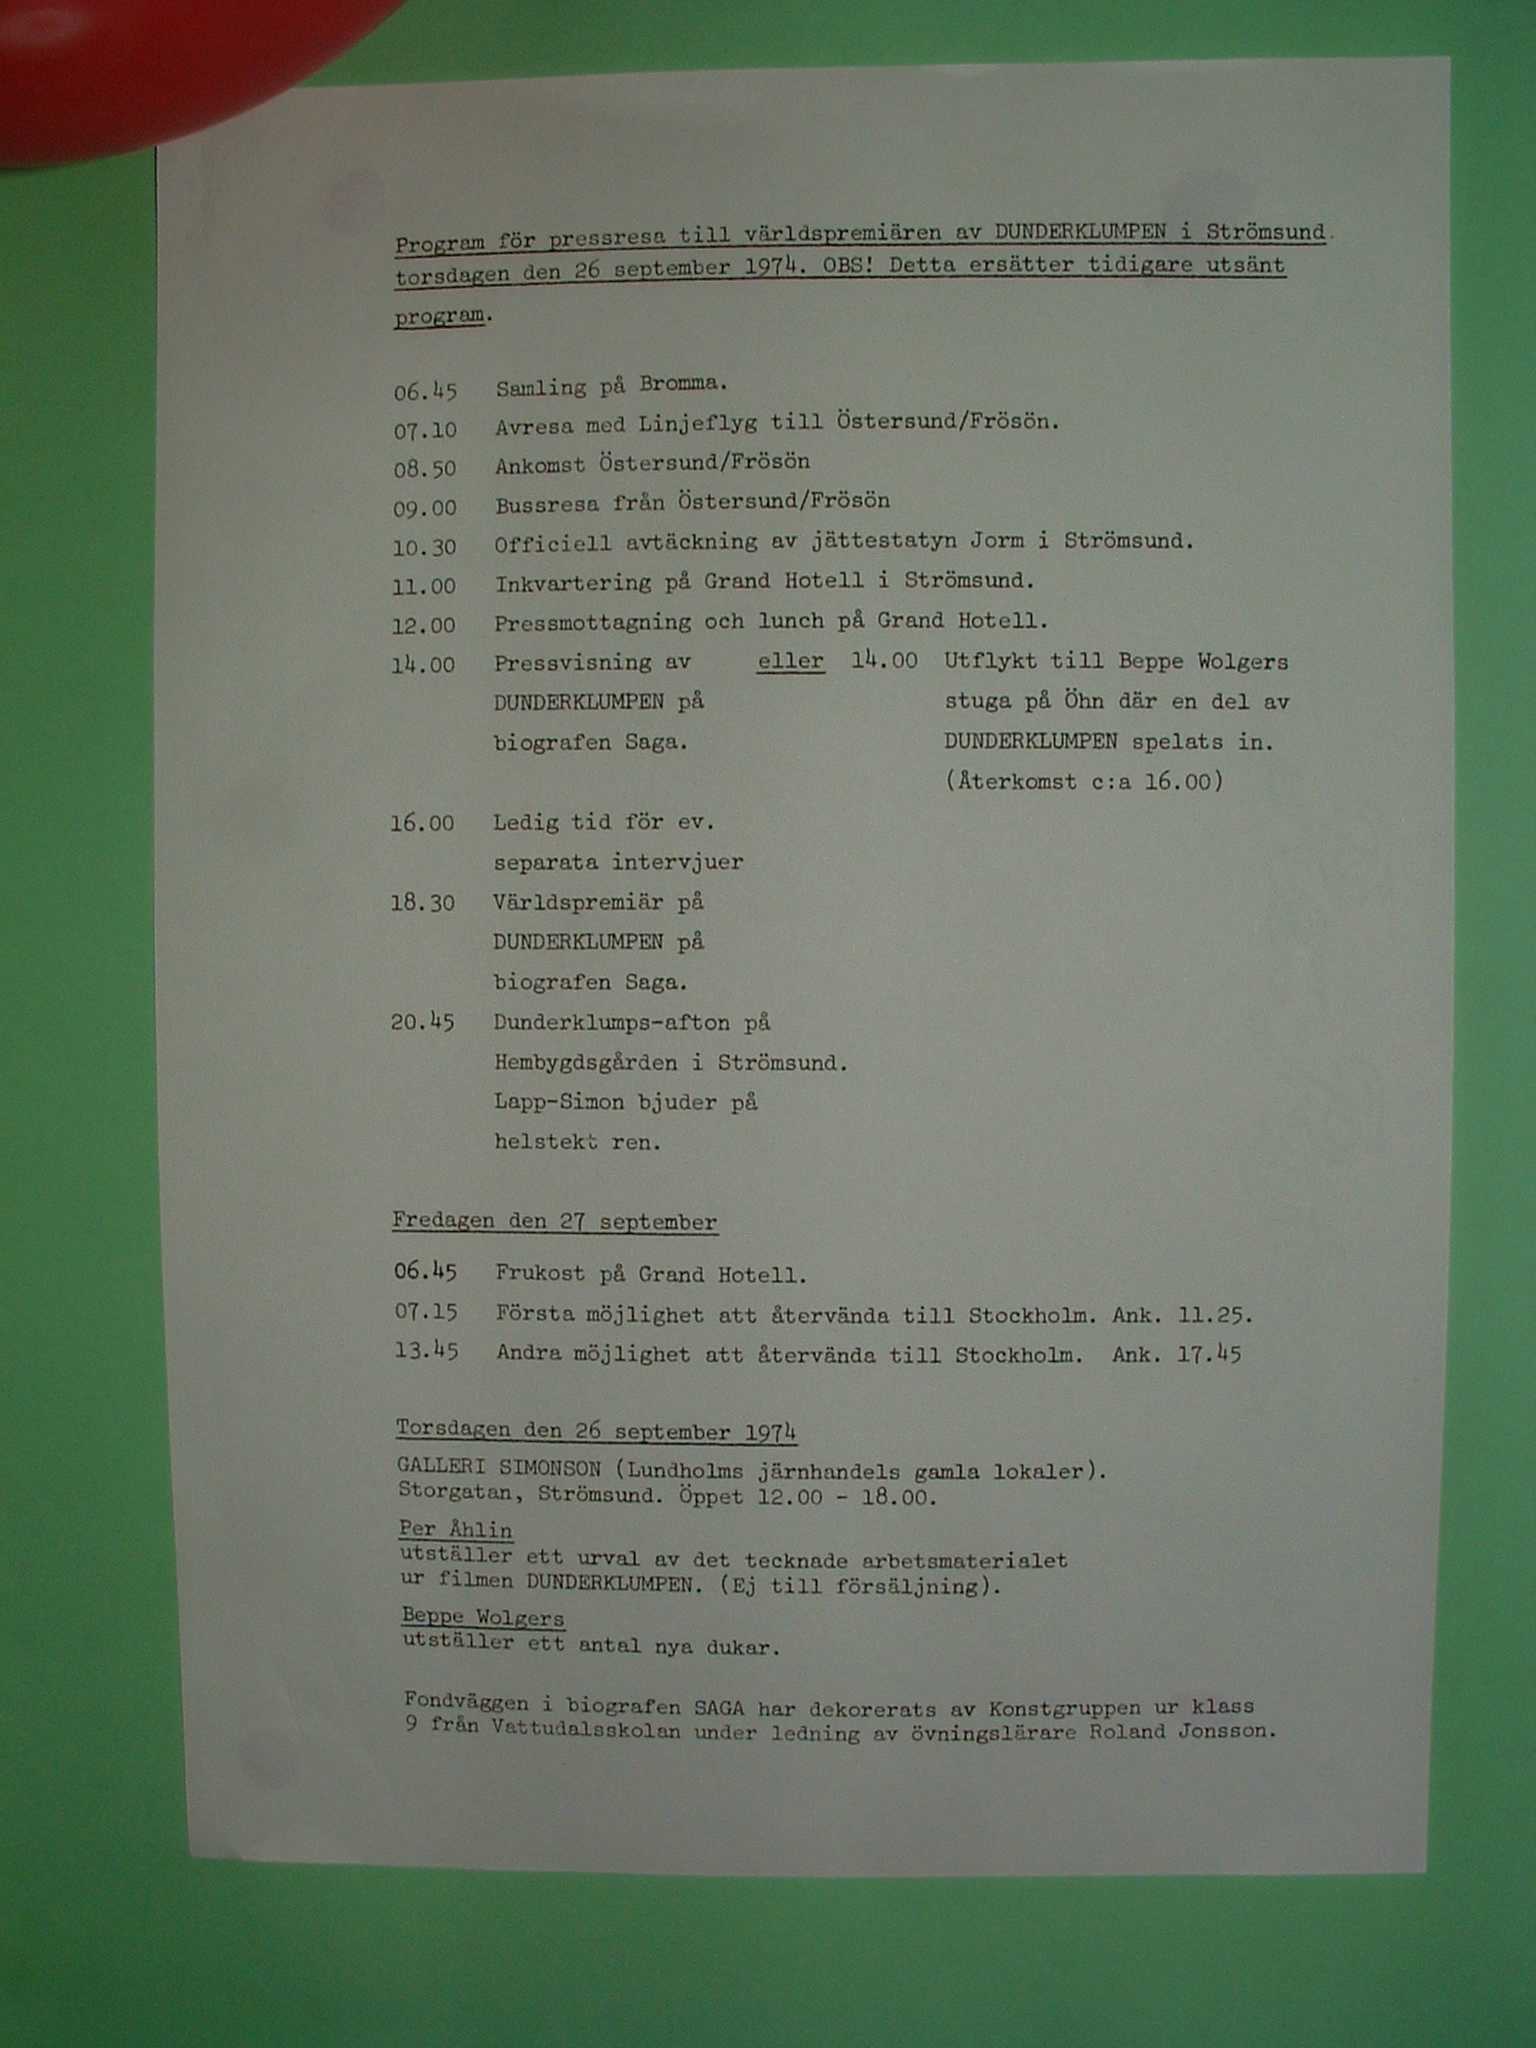 Program för pressresa till världspremiären av DUNDERKLUMPEN i Strömsund.
torsdagen den 26 september 1974. OBS! Detta ersätter tidigare utsänt
program.
06.45 Samling på Bromma.
07.10 Avresa med Linjeflyg till Östersund/Frösön.
08.50 Ankomst Östersund/Frösön
09.00 Bussresa från Östersund/Frösön
10.30 Officiell avtäckning av jättestatyn Jorm i Strömsund.
11.00 Inkvartering på Grand Hotell i Strömsund.
12.00 Pressmottagning och lunch på Grand Hotell.
14.00 Pressvisning av eller 14.00 Utflykt till Beppe Wolgers
DUNDERKLUMPEN på stuga på Öhn där en del av
biografen Saga. DUNDERKLUMPEN spelats in.
(Återkomst c:a 16.00)
16.00 Ledig tid för ev.
separata intervjuer
18.30 Världspremiär på
DUNDERKLUMPEN på
biografen Saga.
20.45 Dunderklumps-afton på
Hembygdsgården i Strömsund.
Lapp-Simon bjuder på
helstekt ren.
Fredagen den 27 september
06.45 Frukost på Grand Hotell.
07.15 Första möjlighet att återvända till Stockholm. Ank. 11.25.
13.45 Andra möjlighet att återvända till Stockholm. Ank. 17.45
Torsdagen den 26 september 1974
GALLERI SIMONSON (Lundholms järnhandels gamla lokaler).
Storgatan, Strömsund. Öppet 12.00 - 18.00.
Per Åhlin
utställer ett urval av det tecknade arbetsmaterialet
ur filmen DUNDERKLUMPEN. (Ej till försäljning).
Beppe Wolgers
utställer ett antal nya dukar.
Fondväggen i biografen SAGA har dekorerats av Konstgruppen ur klass
9 från Vattudalsskolan under ledning av övningslärare Roland Jonsson.